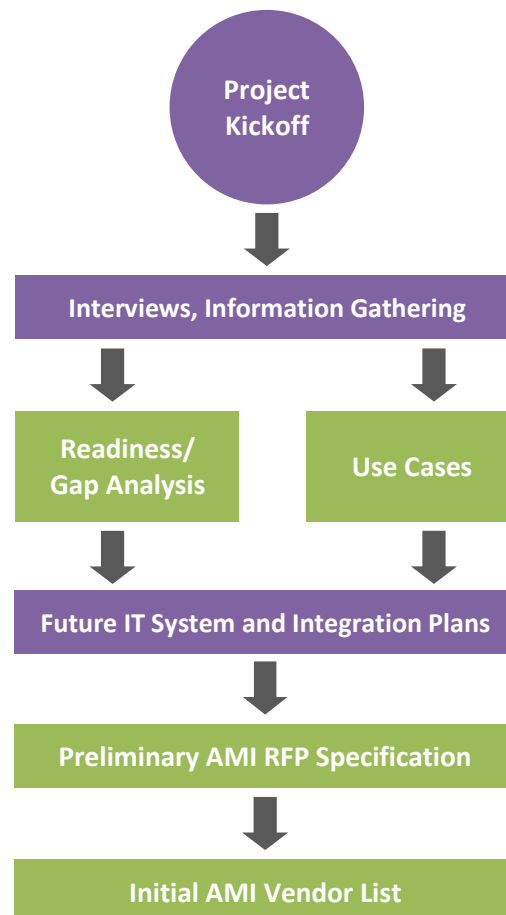 Project
Kickoff
Interviews, Information Gathering
Readiness/
Gap Analysis
Use Cases
Future IT System and Integration Plans
Preliminary AMI RFP Specification
Initial AMI Vendor List